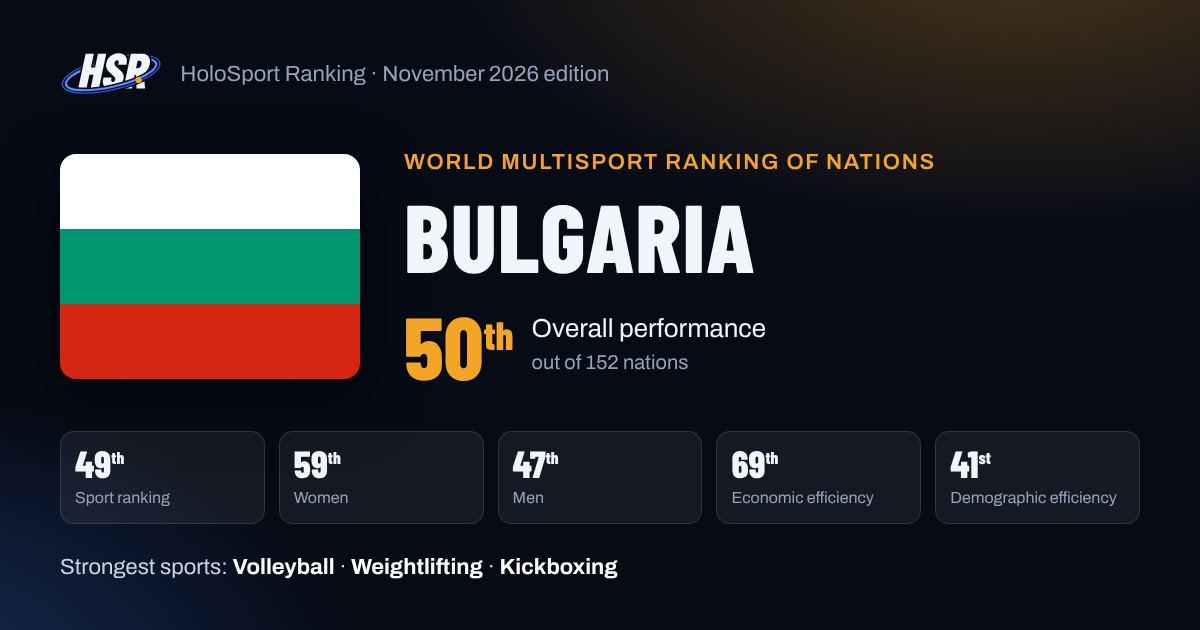 HSR
HoloSport Ranking · November 2026 edition
WORLD MULTISPORT RANKING OF NATIONS
BULGARIA
50th
Overall performance
out of 152 nations
49th
Sport ranking
59th
Women
47th
Men
69th
Economic efficiency
41st
Demographic efficiency
Strongest sports: Volleyball · Weightlifting · Kickboxing